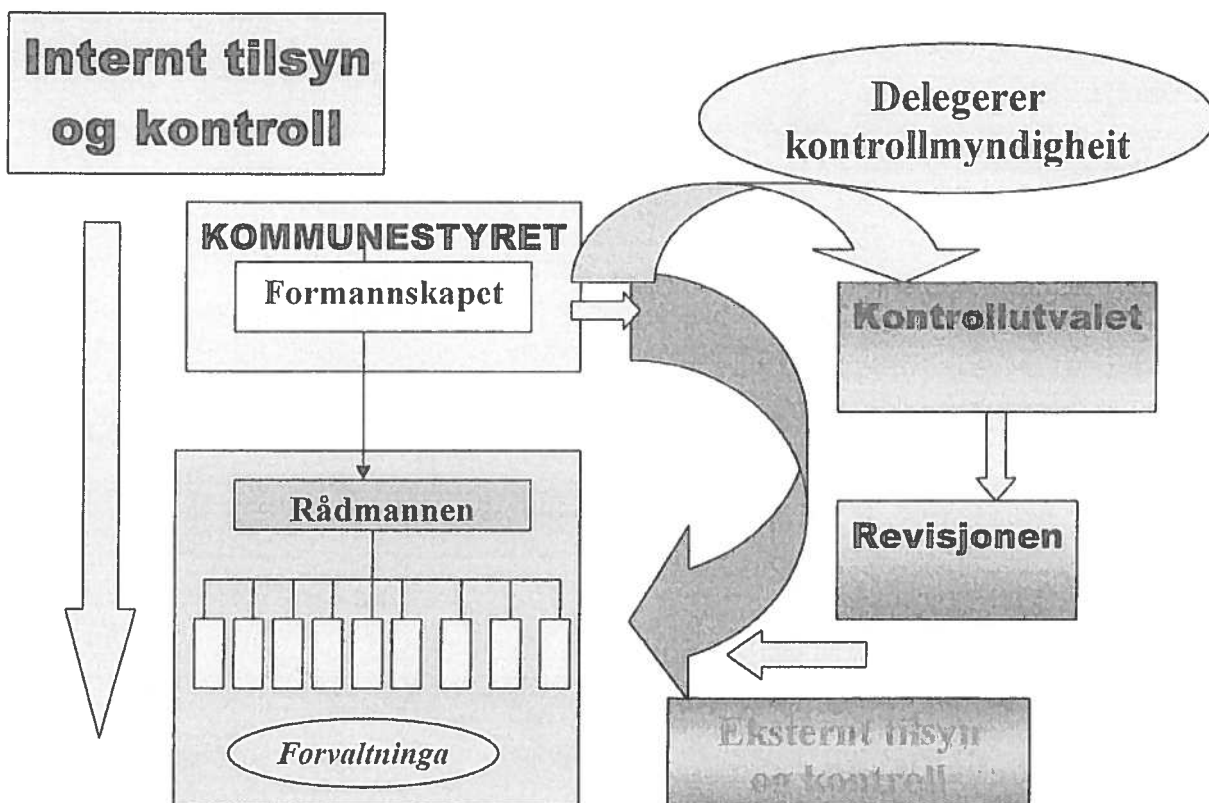 Internt tilsyn
og kontroll
Delegerer
kontrollmyndigheit
KOMMUNESTYRET
Formannskapet
Kontrollutvalet
Rådmannen
Revisjonen
Forvaltninga
Eksternt tilsyn
og kontroll